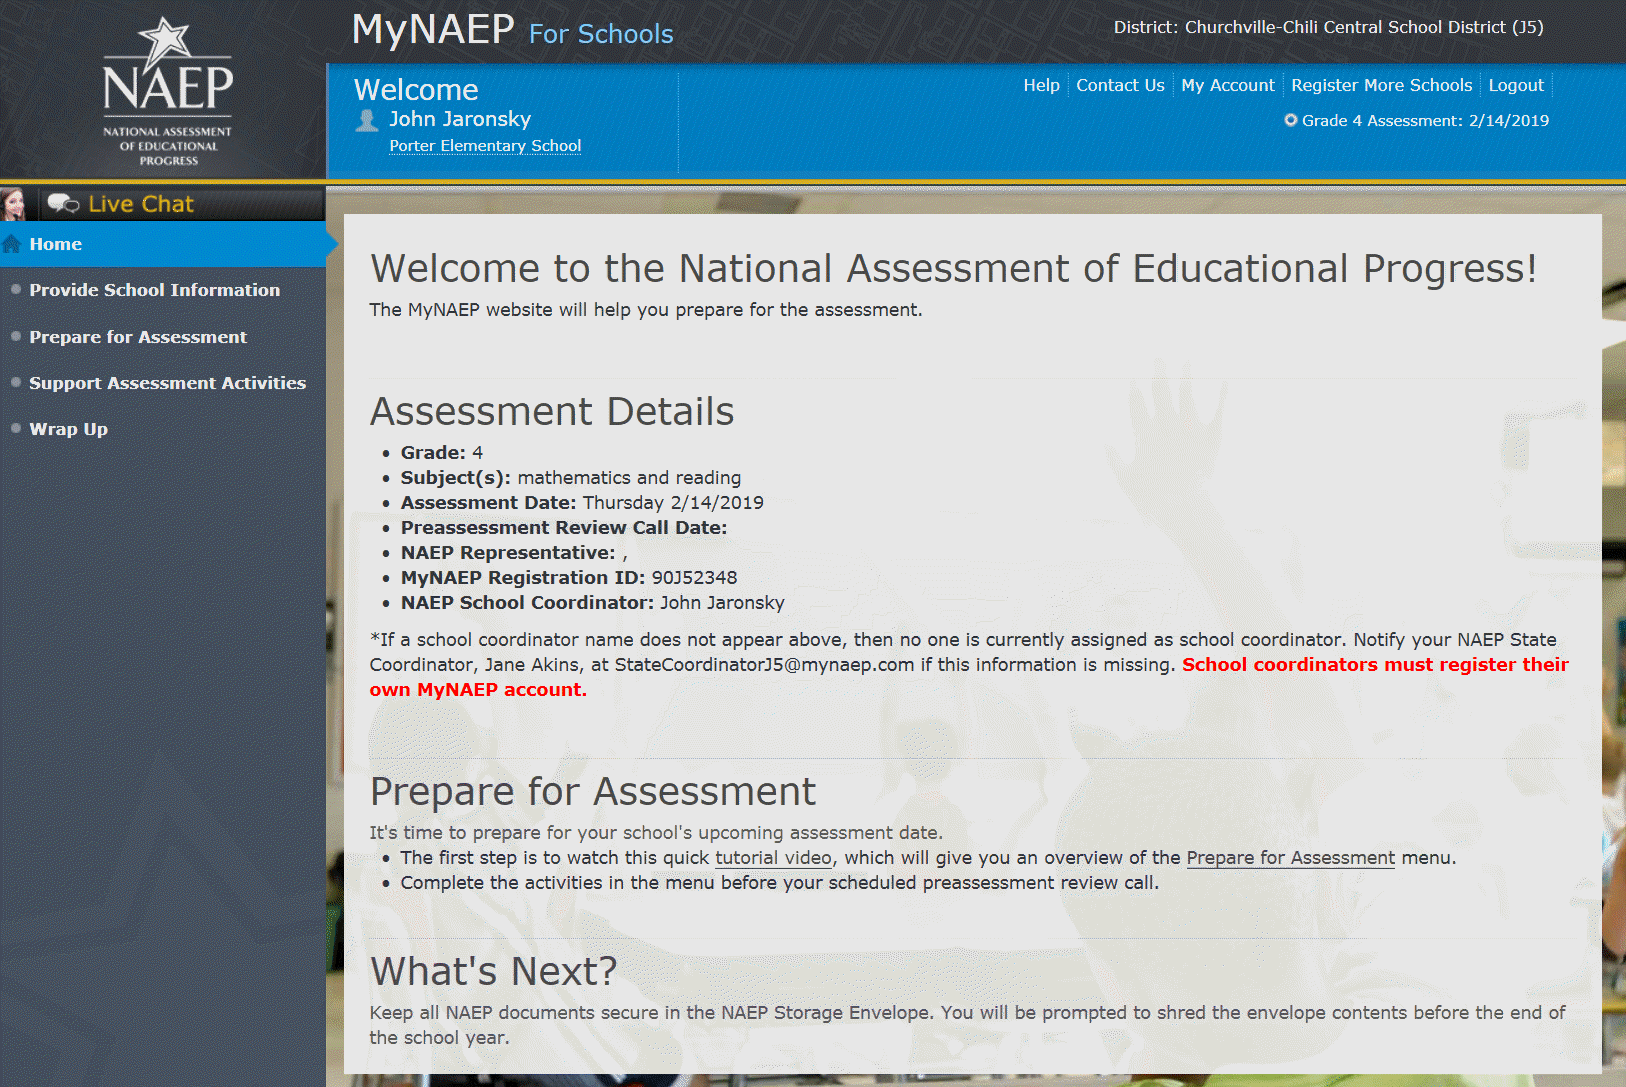 MyNAEP For Schools
District: Churchville-Chili Central School District (J5)
NAEP
NATIONAL ASSESSMENT
OF EDUCATIONAL
PROGRESS
Welcome
John Jaronsky
Porter Elementary School
Help
Contact Us
My Account
Register More Schools
Logout
Grade 4 Assessment: 2/14/2019
Live Chat
Home
Provide School Information
Prepare for Assessment
Support Assessment Activities
Wrap Up
Welcome to the National Assessment of Educational Progress!
The MyNAEP website will help you prepare for the assessment.
Assessment Details
• Grade: 4
• Subject(s): mathematics and reading
• Assessment Date: Thursday 2/14/2019
• Preassessment Review Call Date:
• NAEP Representative: ,
• MyNAEP Registration ID: 90J52348
• NAEP School Coordinator: John Jaronsky
*If a school coordinator name does not appear above, then no one is currently assigned as school coordinator. Notify your NAEP State
Coordinator, Jane Akins, at StateCoordinatorJ5@mynaep.com if this information is missing. School coordinators must register their
own MyNAEP account.
Prepare for Assessment
It's time to prepare for your school's upcoming assessment date.
• The first step is to watch this quick tutorial video, which will give you an overview of the Prepare for Assessment menu.
• Complete the activities in the menu before your scheduled preassessment review call.
What's Next?
Keep all NAEP documents secure in the NAEP Storage Envelope. You will be prompted to shred the envelope contents before the end of
the school year.